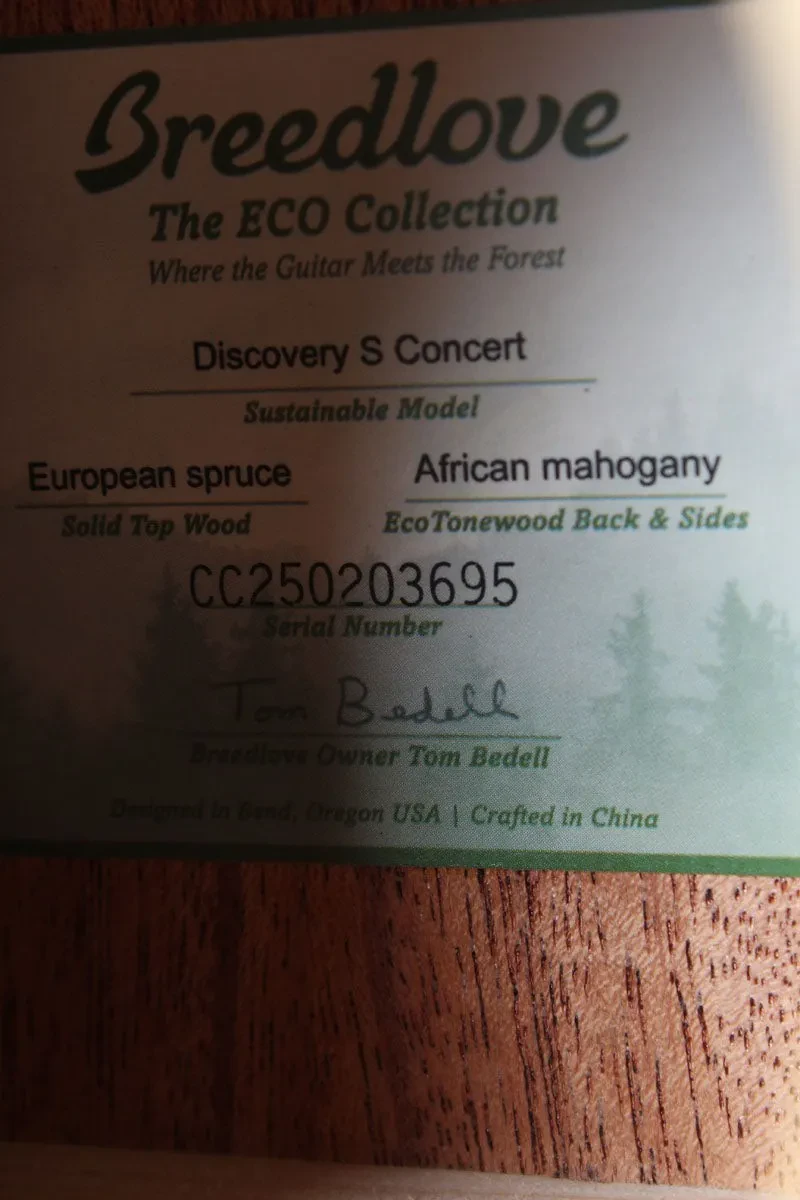 Breedlove
The ECO Collection
Where the Guitar Meets the Forest
Discovery S Concert
Sustainable Model
European spruce African mahogany
Solid Top Wood EcoTonewood Back & Sides
CC250203695
Serial Number
Tom Bedell
Breedlove Owner Tom Bedell
Designed in Bend, Oregon USA | Crafted in China